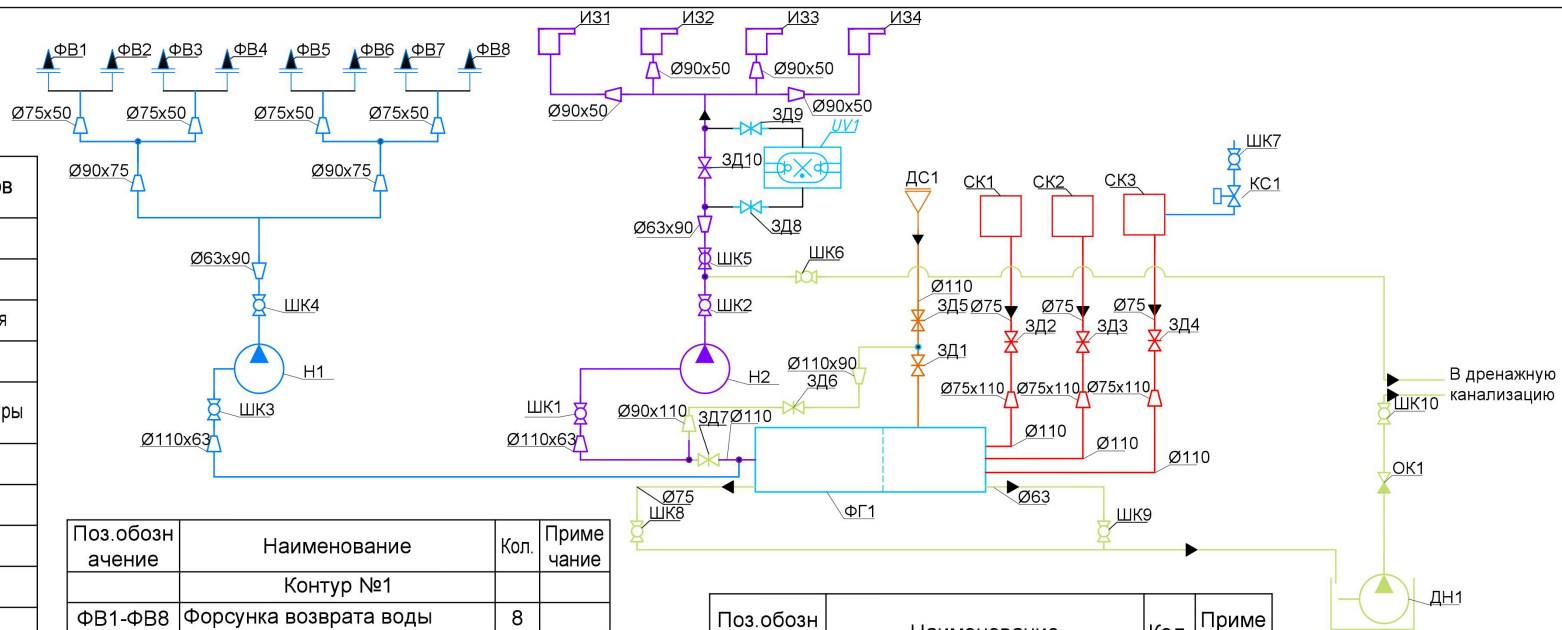 ИЗ1 ИЗ2 ИЗ3 ИЗ4
ФВ1 ФВ2 ФВ3 ФВ4 ФВ5 ФВ6 ФВ7 ФВ8
Ø90x50 Ø90x50
Ø90x50 Ø90x50
Ø75x50 Ø75x50 Ø75x50 Ø75x50
ЗД9
UV1
ЗД10
ШК7
ов
Ø90x75 Ø90x75
ДС1 СК1 СК2 СК3 КС1
Ø63x90 ЗД8
Ø63x90 ШК5 ШК6
Ø110
ШК4 ШК2 ЗД5 Ø75 Ø75 Ø75
я
ЗД2 ЗД3 ЗД4
ЗД1
Н1 Н2 Ø110x90
ЗД6
Ø75x110 Ø75x110 Ø75x110
В дренажную
канализацию
ШК10
ры
ШК3 ШК1 Ø90x110 ЗД7 Ø110
Ø110x63 Ø110x63
Ø110 Ø110 Ø110
ОК1
Ø75 Ø63
ШК8 ФГ1 ШК9
ДН1
Поз.обозн
ачение
Наименование
Кол.
Приме
чание
Контур №1
ФВ1-ФВ8 Форсунка возврата воды 8
Поз.обозн
Наименование
Кол
Приме